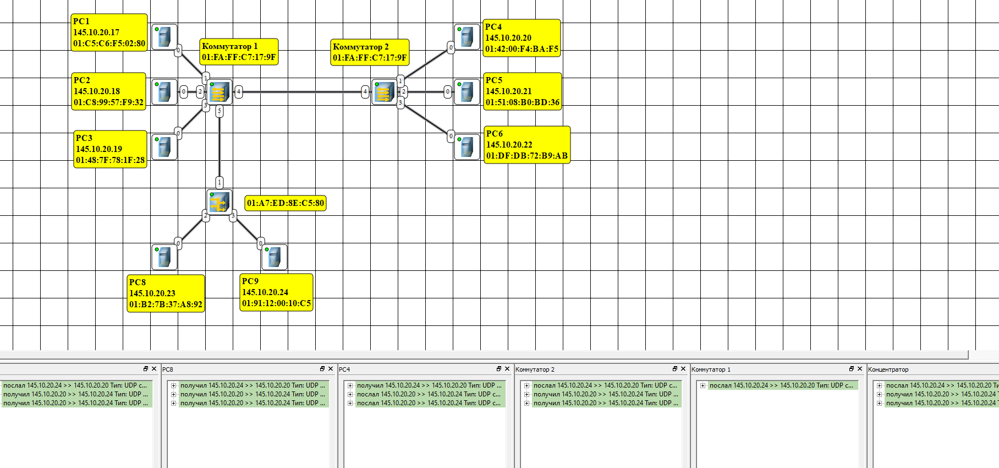 PC1
145.10.20.17
01:C5:C6:F5:02:80
0
Коммутатор 1
01:FA:FF:C7:17:9F
1
PC2
145.10.20.18
01:C8:99:57:F9:32
0
2
4
3
5
PC3
145.10.20.19
01:48:7F:78:1F:28
0
Коммутатор 2
01:FA:FF:C7:17:9F
4
1
2
3
PC4
145.10.20.20
01:42:00:F4:BA:F5
0
PC5
145.10.20.21
01:51:08:B0:BD:36
0
PC6
145.10.20.22
01:DF:DB:72:B9:AB
0
1
01:A7:ED:8E:C5:80
2
3
0
0
PC8
145.10.20.23
01:B2:7B:37:A8:92
PC9
145.10.20.24
01:91:12:00:10:C5
послал 145.10.20.24 >> 145.10.20.20 Тип: UDP с...
получил 145.10.20.20 >> 145.10.20.24 Тип: UDP ...
получил 145.10.20.20 >> 145.10.20.24 Тип: UDP ...
PC8
получил 145.10.20.24 >> 145.10.20.20 Тип: UDP ...
получил 145.10.20.20 >> 145.10.20.24 Тип: UDP ...
получил 145.10.20.20 >> 145.10.20.24 Тип: UDP ...
PC4
получил 145.10.20.24 >> 145.10.20.20 Тип: UDP ...
послал 145.10.20.20 >> 145.10.20.24 Тип: UDP с...
послал 145.10.20.20 >> 145.10.20.24 Тип: UDP с...
Коммутатор 2
послал 145.10.20.24 >> 145.10.20.20 Тип: UDP с...
получил 145.10.20.20 >> 145.10.20.24 Тип: UDP ...
получил 145.10.20.20 >> 145.10.20.24 Тип: UDP ...
Коммутатор 1
послал 145.10.20.24 >> 145.10.20.20 Тип: UDP с...
Концентратор
послал 145.10.20.24 >> 145.10.20.20 Ти
получил 145.10.20.20 >> 145.10.20.24 Т
получил 145.10.20.20 >> 145.10.20.24 Т